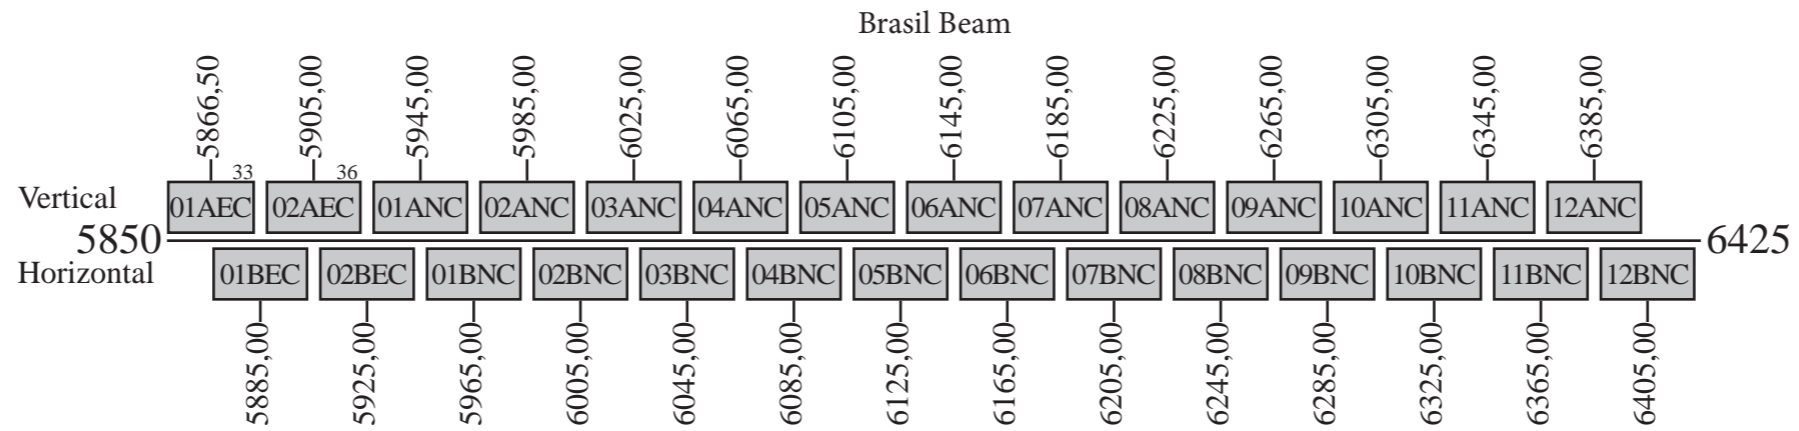 Brasil Beam
5866,50 5905,00 5945,00 5985,00 6025,00 6065,00 6105,00 6145,00 6185,00 6225,00 6265,00 6305,00 6345,00 6385,00
33 36
Vertical 01AEC 02AEC 01ANC 02ANC 03ANC 04ANC 05ANC 06ANC 07ANC 08ANC 09ANC 10ANC 11ANC 12ANC
5850 6425
Horizontal 01BEC 02BEC 01BNC 02BNC 03BNC 04BNC 05BNC 06BNC 07BNC 08BNC 09BNC 10BNC 11BNC 12BNC
5885,00 5925,00 5965,00 6005,00 6045,00 6085,00 6125,00 6165,00 6205,00 6245,00 6285,00 6325,00 6365,00 6405,00